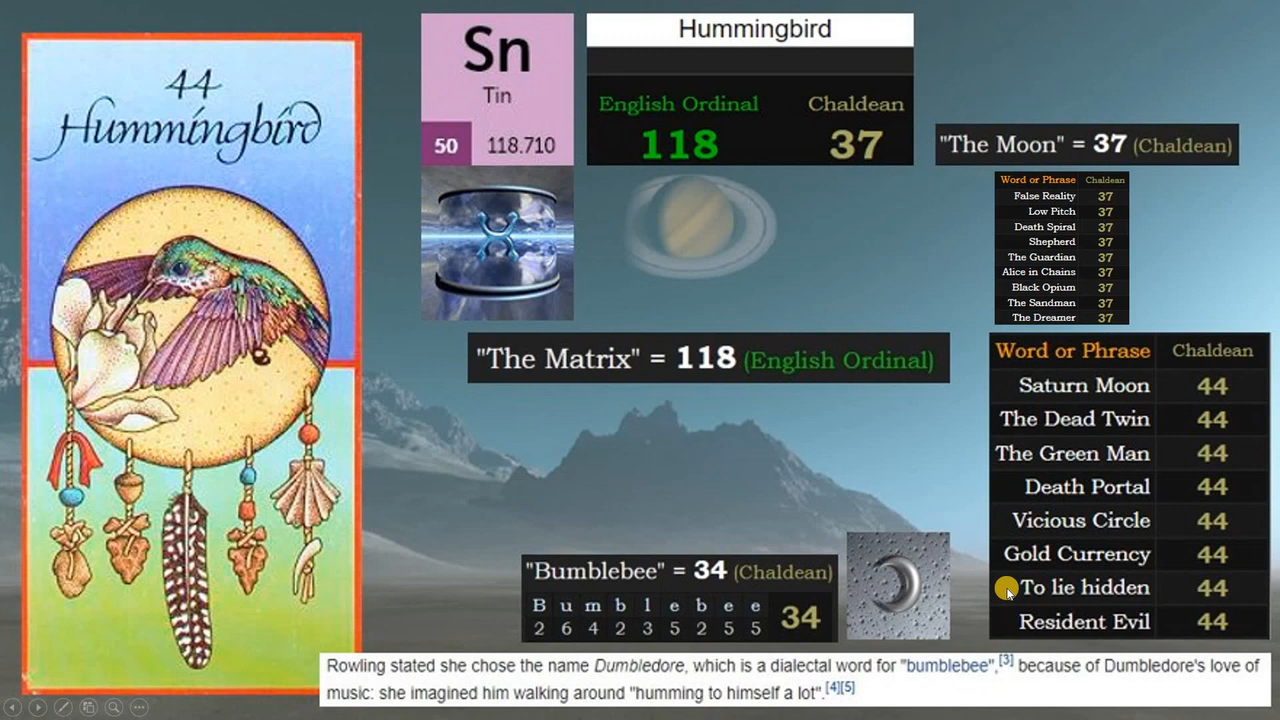 44
Hummingbird
Sn
Tin
50 118.710
Hummingbird
English Ordinal Chaldean
118 37
"The Moon" = 37 (Chaldean)
Word or Phrase Chaldean
False Reality 37
Low Pitch 37
Death Spiral 37
Shepherd 37
The Guardian 37
Alice in Chains 37
Black Opium 37
The Sandman 37
The Dreamer 37
"The Matrix" = 118 (English Ordinal)
Word or Phrase Chaldean
Saturn Moon 44
The Dead Twin 44
The Green Man 44
Death Portal 44
Vicious Circle 44
Gold Currency 44
To lie hidden 44
Resident Evil 44
"Bumblebee" = 34 (Chaldean)
B u m b l e b e e
2 6 4 2 3 5 2 5 5 34
Rowling stated she chose the name Dumbledore, which is a dialectal word for "bumblebee",[3] because of Dumbledore's love of
music: she imagined him walking around "humming to himself a lot".[4][5]